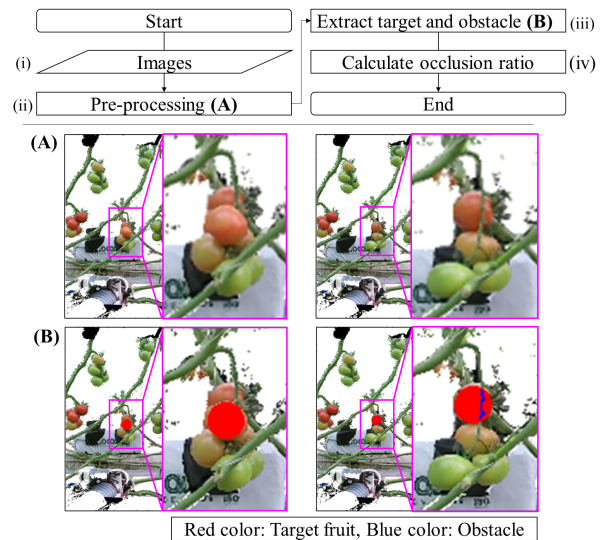 Start
(i) Images
(ii) Pre-processing (A)
Extract target and obstacle (B) (iii)
Calculate occlusion ratio (iv)
End
(A)
(B)
Red color: Target fruit, Blue color: Obstacle